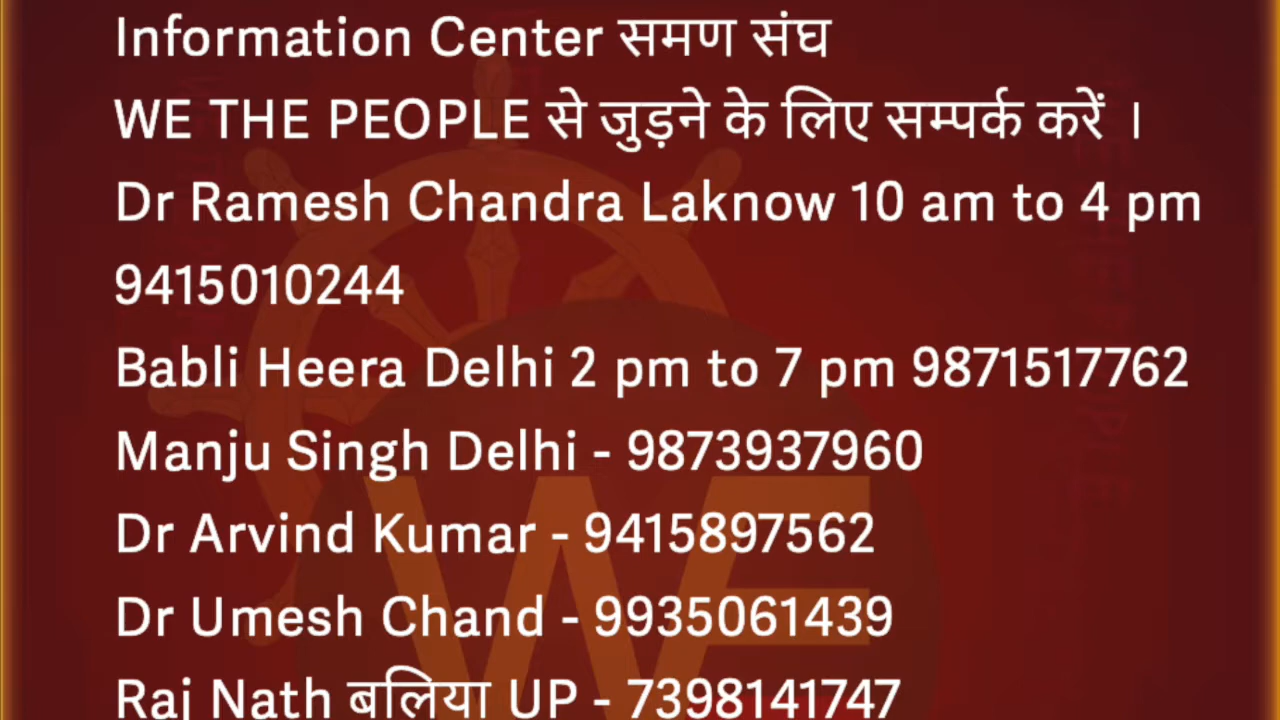 Information Center समण संघ
WE THE PEOPLE से जुड़ने के लिए सम्पर्क करें ।
Dr Ramesh Chandra Laknow 10 am to 4 pm
9415010244
Babli Heera Delhi 2 pm to 7 pm 9871517762
Manju Singh Delhi - 9873937960
Dr Arvind Kumar - 9415897562
Dr Umesh Chand - 9935061439
Raj Nath बलिया UP - 7398141747
WE